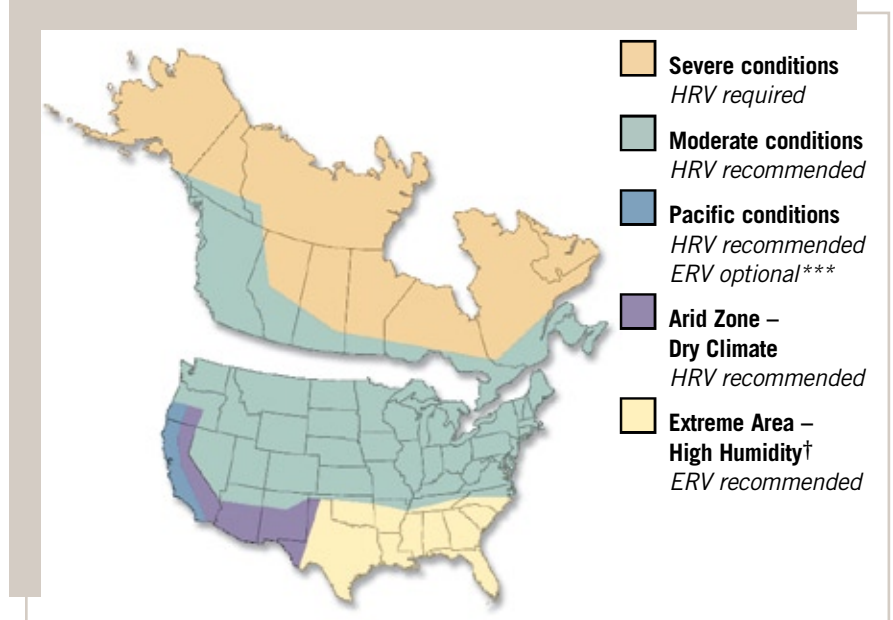 Severe conditions
HRV required
Moderate conditions
HRV recommended
Pacific conditions
HRV recommended
ERV optional***
Arid Zone –
Dry Climate
HRV recommended
Extreme Area –
High Humidity†
ERV recommended